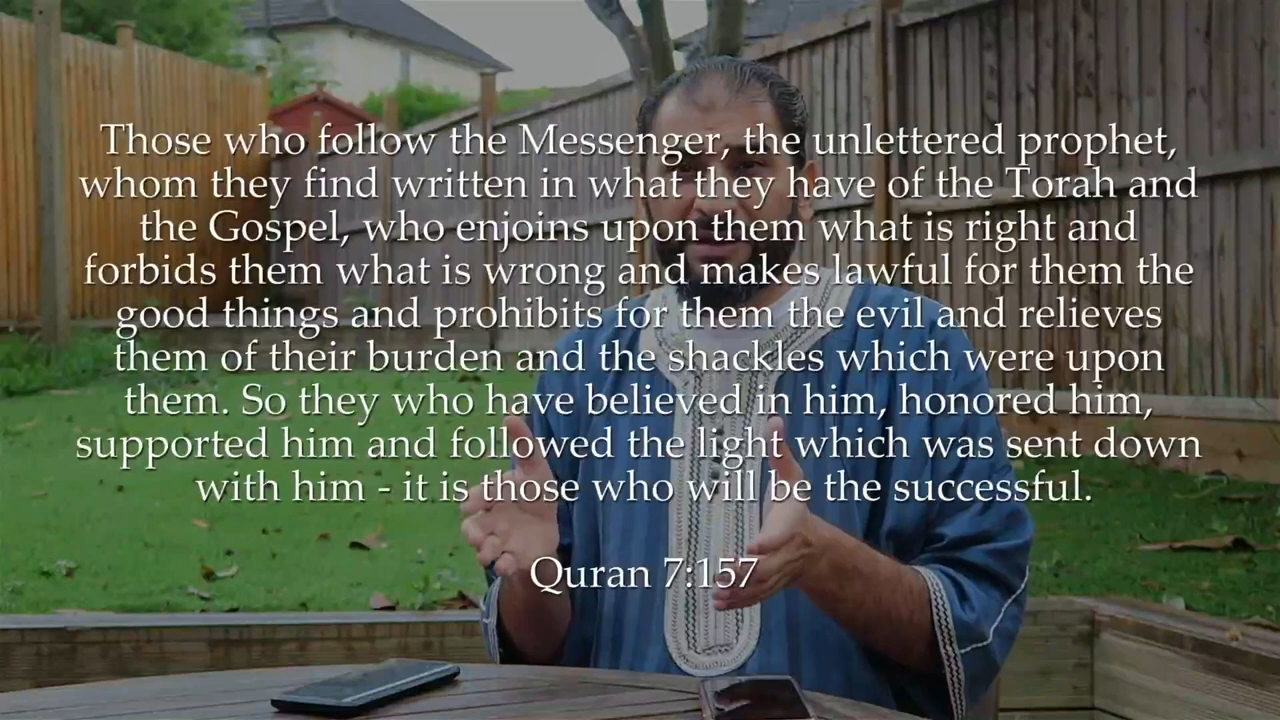 Those who follow the Messenger, the unlettered prophet,
whom they find written in what they have of the Torah and
the Gospel, who enjoins upon them what is right and
forbids them what is wrong and makes lawful for them the
good things and prohibits for them the evil and relieves
them of their burden and the shackles which were upon
them. So they who have believed in him, honored him,
supported him and followed the light which was sent down
with him - it is those who will be the successful.
Quran 7:157